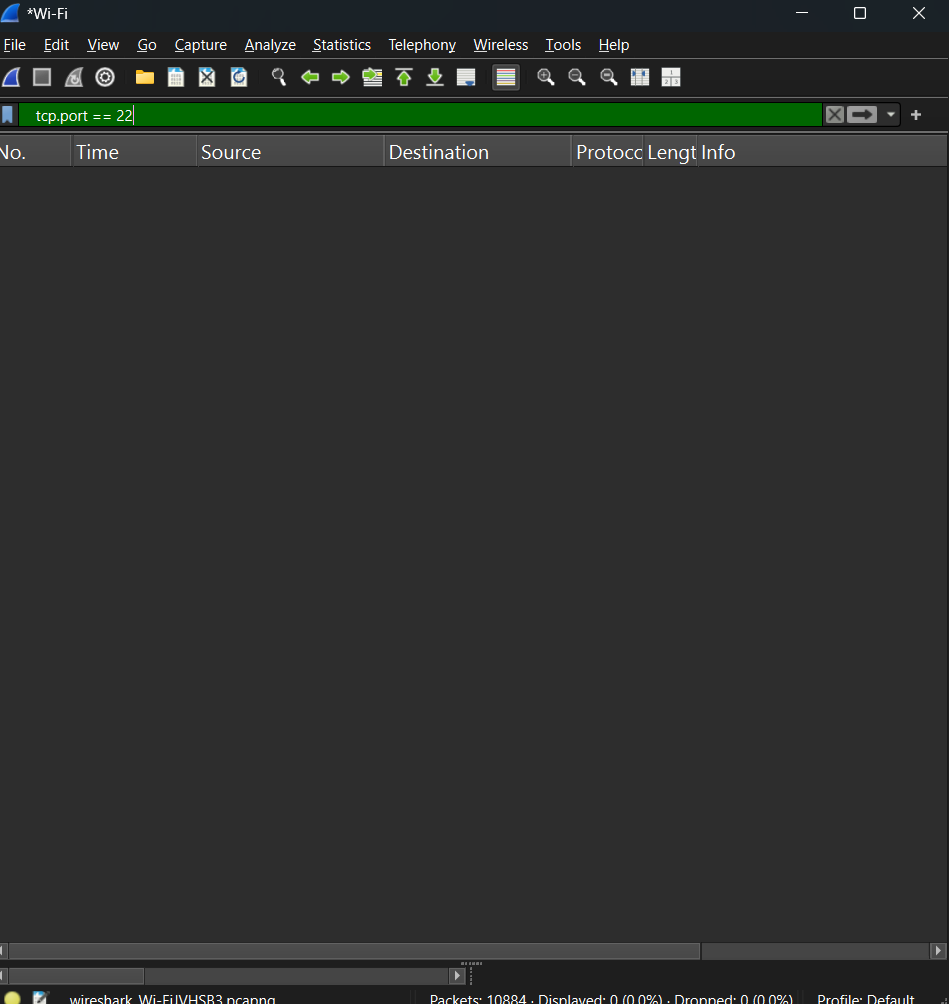 *Wi-Fi
File Edit View Go Capture Analyze Statistics Telephony Wireless Tools Help
tcp.port == 22
No. Time Source Destination Protocc Lengt Info
wireshark_Wi-FiJVHSB3.pcapng Packets: 10884 · Displayed: 0 (0.0%) · Dropped: 0 (0.0%) Profile: Default